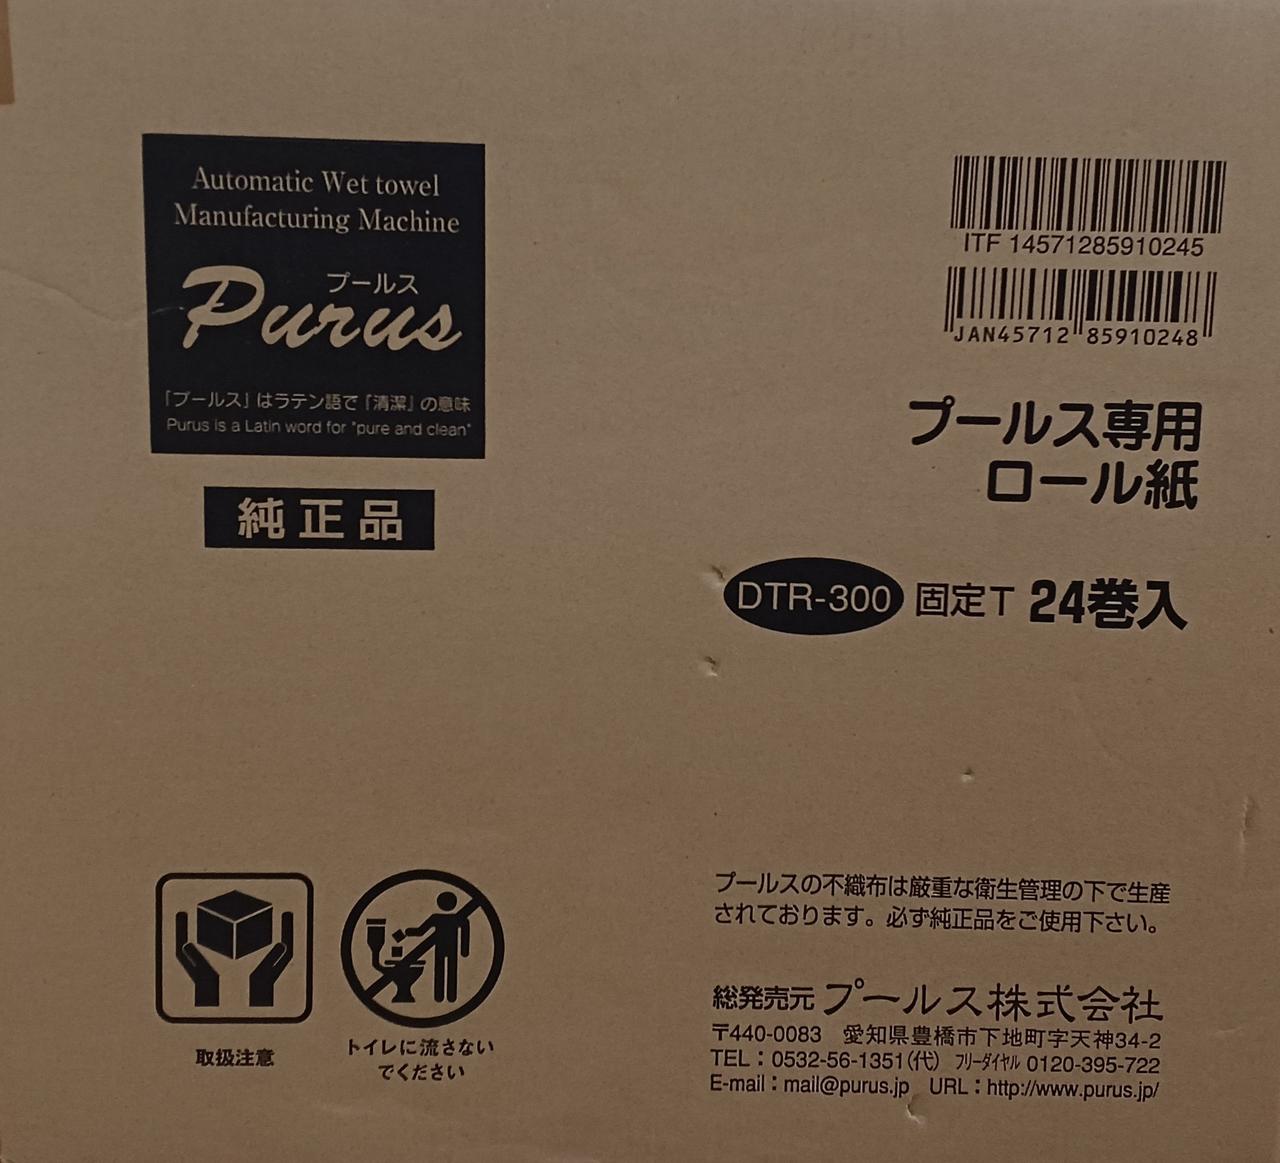 Automatic Wet towel
Manufacturing Machine
プールス
Purus
「プールス」はラテン語で「清潔」の意味
Purus is a Latin word for "pure and clean"
純正品
ITF 14571285910245
JAN45712 85910248
プールス専用
ロール紙
DTR-300 固定T 24巻入
取扱注意
トイレに流さない
でください
プールスの不織布は厳重な衛生管理の下で生産
されております。必ず純正品をご使用下さい。
総発売元 プールス株式会社
〒440-0083 愛知県豊橋市下地町字天神34-2
TEL:0532-56-1351(代) フリーダイヤル 0120-395-722
E-mail:mail@purus.jp URL:http://www.purus.jp/